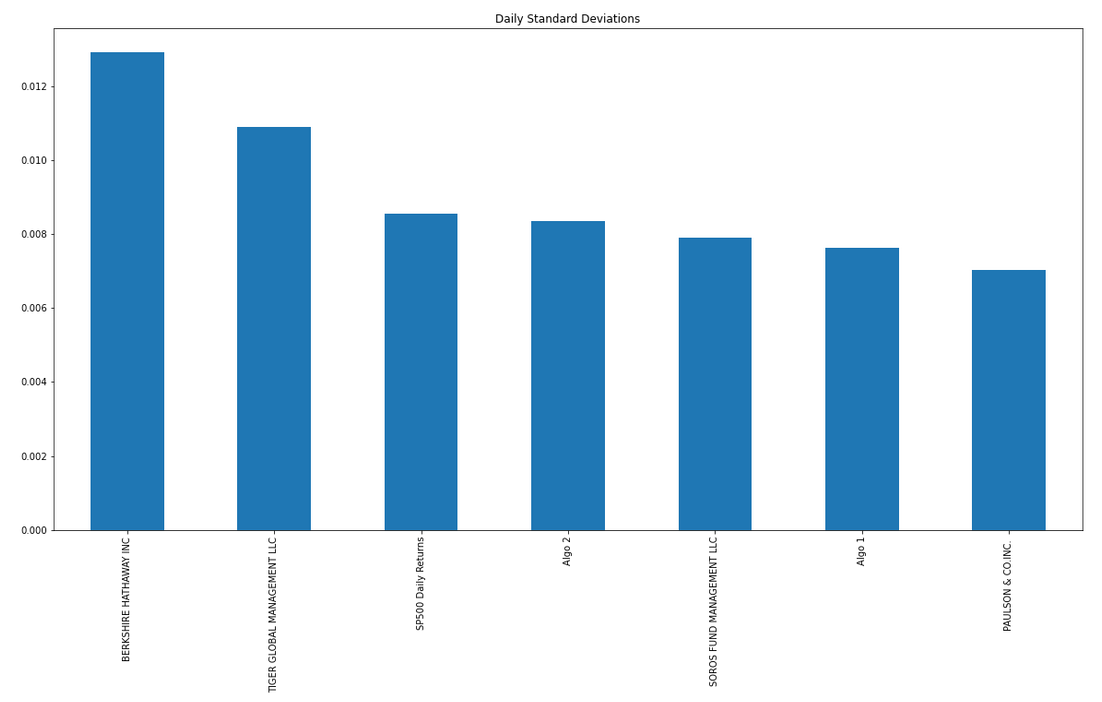 Daily Standard Deviations
0.012
0.010
0.008
0.006
0.004
0.002
0.000
BERKSHIRE HATHAWAY INC
TIGER GLOBAL MANAGEMENT LLC
SP500 Daily Returns
Algo 2
SOROS FUND MANAGEMENT LLC
Algo 1
PAULSON & CO.INC.